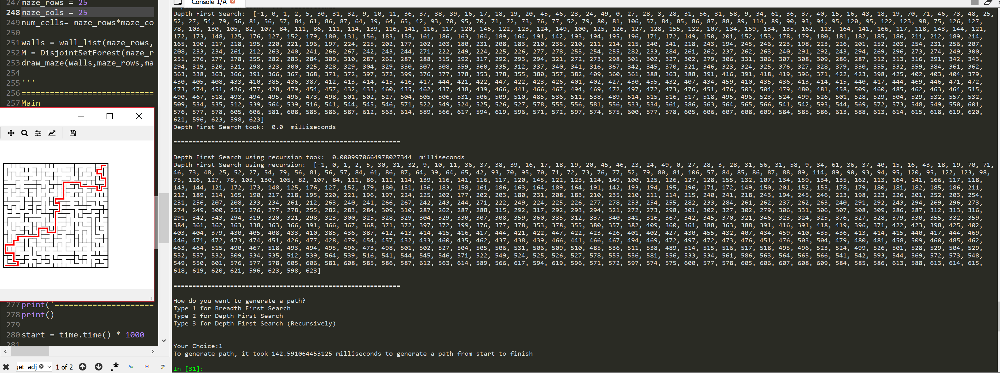 247 maze_rows = 25
248 maze_cols = 25
249 num_cells= maze_rows*maze_co
250
251 walls = wall_list(maze_rows,
252 M = DisjointSetForest(maze_r
253 draw_maze(walls,maze_rows,ma
254
255 '''
256 ============================
257 Main
277 print('=====================
278 print()
279
280 start = time.time() * 1000
281
get_adj 1 of 2
.* Aa
Console 1/A
Depth First Search:  [-1, 0, 1, 2, 5, 30, 31, 32, 9, 10, 11, 36, 37, 38, 39, 16, 17, 18, 19, 20, 45, 46, 23, 24, 49, 0, 27, 28, 3, 28, 31, 56, 31, 58, 9, 34, 61, 36, 37, 40, 15, 16, 43, 18, 19, 70, 71, 46, 73, 48, 25,
52, 27, 54, 79, 56, 81, 56, 57, 84, 61, 86, 87, 64, 39, 64, 65, 42, 93, 70, 95, 70, 71, 72, 73, 76, 77, 52, 79, 80, 81, 106, 57, 84, 85, 86, 87, 88, 89, 114, 89, 90, 93, 94, 95, 120, 95, 122, 123, 98, 75, 126, 127,
78, 103, 130, 105, 82, 107, 84, 111, 86, 111, 114, 139, 116, 141, 116, 117, 120, 145, 122, 123, 124, 149, 100, 125, 126, 127, 128, 155, 132, 107, 134, 159, 134, 135, 162, 113, 164, 141, 166, 117, 118, 143, 144, 121,
172, 173, 148, 125, 176, 127, 152, 179, 180, 131, 156, 183, 158, 161, 186, 163, 164, 189, 164, 191, 142, 193, 194, 195, 196, 171, 172, 149, 150, 201, 152, 153, 178, 179, 180, 181, 182, 185, 186, 211, 212, 189, 214,
165, 190, 217, 218, 195, 220, 221, 196, 197, 224, 225, 202, 177, 202, 203, 180, 231, 208, 183, 210, 235, 210, 211, 214, 215, 240, 241, 218, 243, 194, 245, 246, 223, 198, 223, 226, 201, 252, 203, 254, 231, 256, 207,
208, 233, 234, 261, 212, 263, 240, 241, 266, 267, 242, 243, 244, 271, 222, 249, 224, 225, 226, 277, 278, 253, 254, 255, 282, 233, 284, 261, 262, 237, 262, 263, 240, 291, 292, 243, 294, 269, 296, 273, 274, 249, 300,
251, 276, 277, 278, 255, 282, 283, 284, 309, 310, 287, 262, 287, 288, 315, 292, 317, 292, 293, 294, 321, 272, 273, 298, 301, 302, 327, 302, 279, 306, 331, 306, 307, 308, 309, 286, 287, 312, 313, 316, 291, 342, 343,
294, 319, 320, 321, 298, 323, 300, 325, 328, 329, 304, 329, 330, 307, 308, 359, 360, 335, 312, 337, 340, 341, 316, 367, 342, 345, 370, 321, 346, 323, 324, 325, 376, 327, 328, 379, 330, 355, 332, 359, 384, 361, 362,
363, 338, 363, 366, 391, 366, 367, 368, 371, 372, 397, 372, 399, 376, 377, 378, 353, 378, 355, 380, 357, 382, 409, 360, 361, 388, 363, 388, 391, 416, 391, 418, 419, 396, 371, 422, 423, 398, 425, 402, 403, 404, 379,
430, 405, 408, 433, 410, 385, 436, 387, 412, 413, 414, 415, 416, 417, 444, 421, 422, 447, 422, 423, 426, 401, 402, 427, 430, 455, 432, 407, 434, 459, 410, 435, 436, 413, 414, 415, 440, 417, 444, 469, 446, 471, 472,
473, 474, 451, 426, 477, 428, 479, 454, 457, 432, 433, 460, 435, 462, 437, 438, 439, 466, 441, 466, 467, 494, 469, 472, 497, 472, 473, 476, 451, 476, 503, 504, 479, 480, 481, 458, 509, 460, 485, 462, 463, 464, 515,
490, 467, 518, 493, 494, 495, 496, 473, 498, 501, 502, 527, 504, 505, 506, 531, 506, 509, 510, 485, 536, 511, 538, 489, 514, 515, 516, 517, 518, 495, 496, 523, 524, 499, 526, 501, 528, 529, 504, 529, 532, 557, 532,
509, 534, 535, 512, 539, 564, 539, 516, 541, 544, 545, 546, 571, 522, 549, 524, 525, 526, 527, 578, 555, 556, 581, 556, 533, 534, 561, 586, 563, 564, 565, 566, 541, 542, 593, 544, 569, 572, 573, 548, 549, 550, 601,
576, 577, 578, 605, 606, 581, 608, 585, 586, 587, 612, 563, 614, 589, 566, 617, 594, 619, 596, 571, 572, 597, 574, 575, 600, 577, 578, 605, 606, 607, 608, 609, 584, 585, 586, 613, 588, 613, 614, 615, 618, 619, 620,
621, 596, 623, 598, 623]
Depth First Search took:  0.0  milliseconds
============================================================
Depth First Search using recursion took:  0.0009970664978027344  milliseconds
Depth First Search using recursion:  [-1, 0, 1, 2, 5, 30, 31, 32, 9, 10, 11, 36, 37, 38, 39, 16, 17, 18, 19, 20, 45, 46, 23, 24, 49, 0, 27, 28, 3, 28, 31, 56, 31, 58, 9, 34, 61, 36, 37, 40, 15, 16, 43, 18, 19, 70, 71,
46, 73, 48, 25, 52, 27, 54, 79, 56, 81, 56, 57, 84, 61, 86, 87, 64, 39, 64, 65, 42, 93, 70, 95, 70, 71, 72, 73, 76, 77, 52, 79, 80, 81, 106, 57, 84, 85, 86, 87, 88, 89, 114, 89, 90, 93, 94, 95, 120, 95, 122, 123, 98,
75, 126, 127, 78, 103, 130, 105, 82, 107, 84, 111, 86, 111, 114, 139, 116, 141, 116, 117, 120, 145, 122, 123, 124, 149, 100, 125, 126, 127, 128, 155, 132, 107, 134, 159, 134, 135, 162, 113, 164, 141, 166, 117, 118,
143, 144, 121, 172, 173, 148, 125, 176, 127, 152, 179, 180, 131, 156, 183, 158, 161, 186, 163, 164, 189, 164, 191, 142, 193, 194, 195, 196, 171, 172, 149, 150, 201, 152, 153, 178, 179, 180, 181, 182, 185, 186, 211,
212, 189, 214, 165, 190, 217, 218, 195, 220, 221, 196, 197, 224, 225, 202, 177, 202, 203, 180, 231, 208, 183, 210, 235, 210, 211, 214, 215, 240, 241, 218, 243, 194, 245, 246, 223, 198, 223, 226, 201, 252, 203, 254,
231, 256, 207, 208, 233, 234, 261, 212, 263, 240, 241, 266, 267, 242, 243, 244, 271, 222, 249, 224, 225, 226, 277, 278, 253, 254, 255, 282, 233, 284, 261, 262, 237, 262, 263, 240, 291, 292, 243, 294, 269, 296, 273,
274, 249, 300, 251, 276, 277, 278, 255, 282, 283, 284, 309, 310, 287, 262, 287, 288, 315, 292, 317, 292, 293, 294, 321, 272, 273, 298, 301, 302, 327, 302, 279, 306, 331, 306, 307, 308, 309, 286, 287, 312, 313, 316,
291, 342, 343, 294, 319, 320, 321, 298, 323, 300, 325, 328, 329, 304, 329, 330, 307, 308, 359, 360, 335, 312, 337, 340, 341, 316, 367, 342, 345, 370, 321, 346, 323, 324, 325, 376, 327, 328, 379, 330, 355, 332, 359,
384, 361, 362, 363, 338, 363, 366, 391, 366, 367, 368, 371, 372, 397, 372, 399, 376, 377, 378, 353, 378, 355, 380, 357, 382, 409, 360, 361, 388, 363, 388, 391, 416, 391, 418, 419, 396, 371, 422, 423, 398, 425, 402,
403, 404, 379, 430, 405, 408, 433, 410, 385, 436, 387, 412, 413, 414, 415, 416, 417, 444, 421, 422, 447, 422, 423, 426, 401, 402, 427, 430, 455, 432, 407, 434, 459, 410, 435, 436, 413, 414, 415, 440, 417, 444, 469,
446, 471, 472, 473, 474, 451, 426, 477, 428, 479, 454, 457, 432, 433, 460, 435, 462, 437, 438, 439, 466, 441, 466, 467, 494, 469, 472, 497, 472, 473, 476, 451, 476, 503, 504, 479, 480, 481, 458, 509, 460, 485, 462,
463, 464, 515, 490, 467, 518, 493, 494, 495, 496, 473, 498, 501, 502, 527, 504, 505, 506, 531, 506, 509, 510, 485, 536, 511, 538, 489, 514, 515, 516, 517, 518, 495, 496, 523, 524, 499, 526, 501, 528, 529, 504, 529,
532, 557, 532, 509, 534, 535, 512, 539, 564, 539, 516, 541, 544, 545, 546, 571, 522, 549, 524, 525, 526, 527, 578, 555, 556, 581, 556, 533, 534, 561, 586, 563, 564, 565, 566, 541, 542, 593, 544, 569, 572, 573, 548,
549, 550, 601, 576, 577, 578, 605, 606, 581, 608, 585, 586, 587, 612, 563, 614, 589, 566, 617, 594, 619, 596, 571, 572, 597, 574, 575, 600, 577, 578, 605, 606, 607, 608, 609, 584, 585, 586, 613, 588, 613, 614, 615,
618, 619, 620, 621, 596, 623, 598, 623]
============================================================
How do you want to generate a path?
Type 1 for Breadth First Search
Type 2 for Depth First Search
Type 3 for Depth First Search (Recursively)
Your Choice:1
To generate path, it took 142.591064453125 milliseconds to generate a path from start to finish
In [31]: